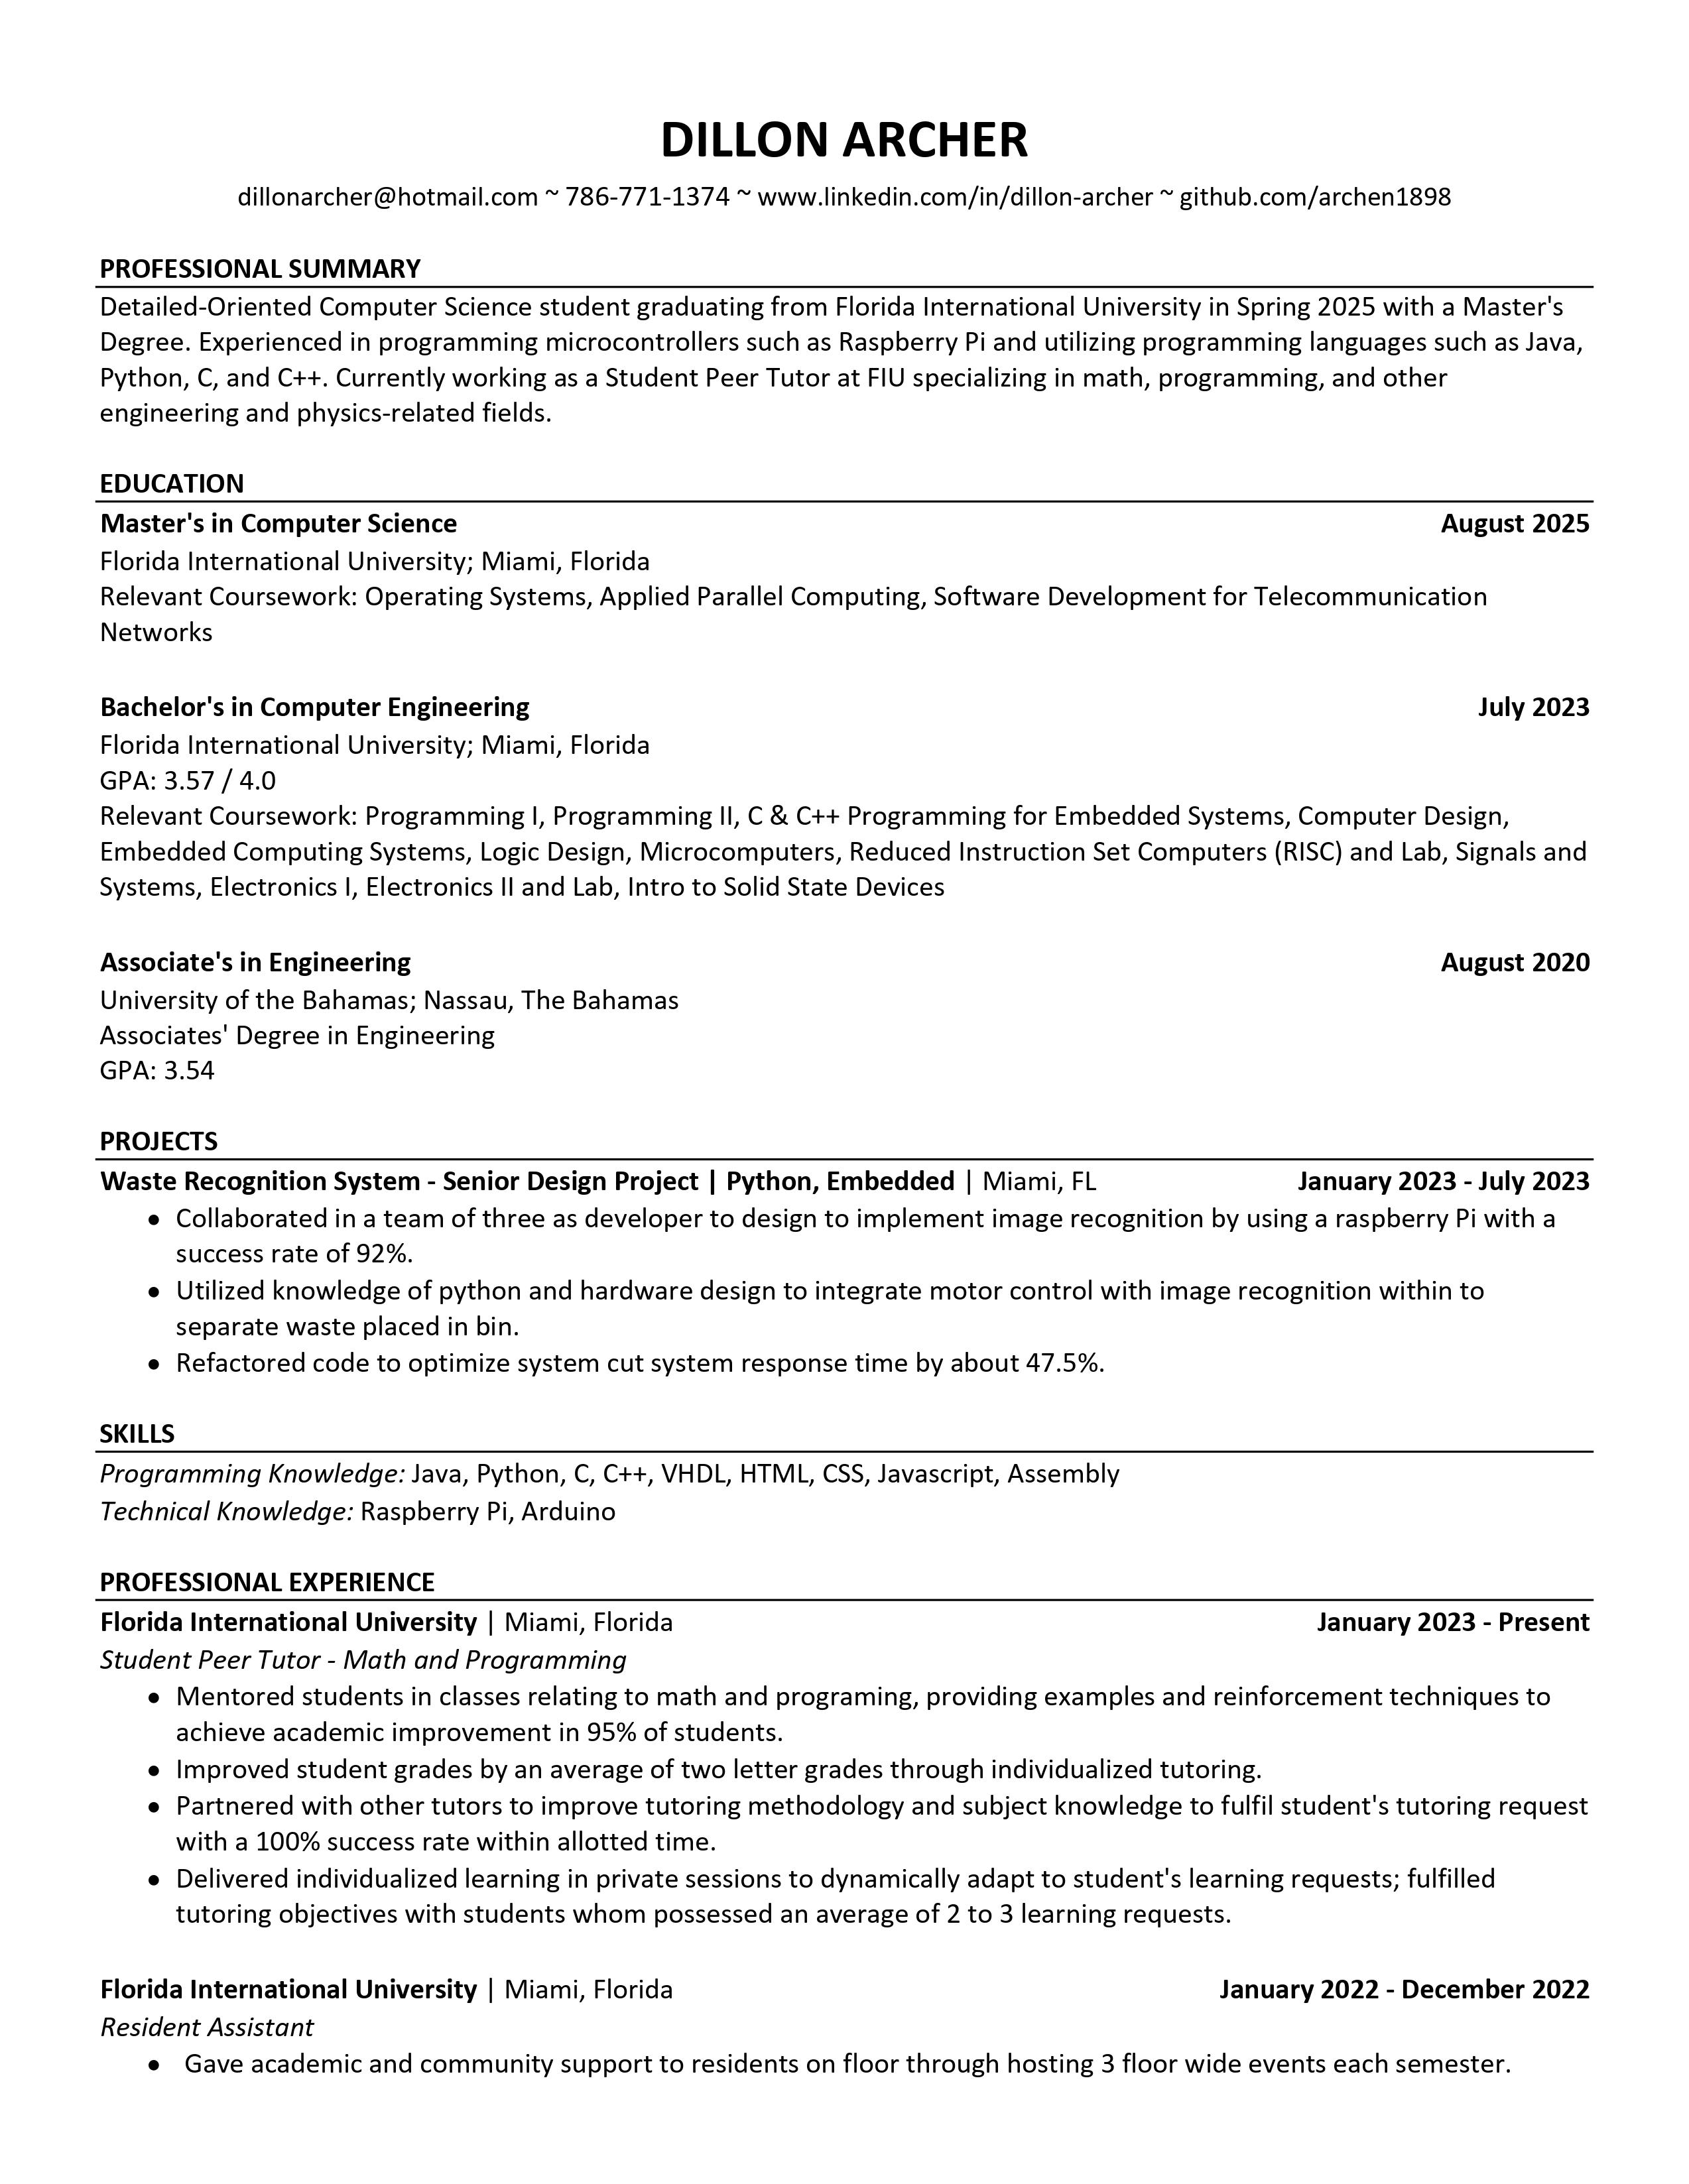 DILLON ARCHER
dillonarcher@hotmail.com ~ 786-771-1374 ~ www.linkedin.com/in/dillon-archer ~ github.com/archen1898
PROFESSIONAL SUMMARY
Detailed-Oriented Computer Science student graduating from Florida International University in Spring 2025 with a Master's
Degree. Experienced in programming microcontrollers such as Raspberry Pi and utilizing programming languages such as Java,
Python, C, and C++. Currently working as a Student Peer Tutor at FIU specializing in math, programming, and other
engineering and physics-related fields.
EDUCATION
Master's in Computer Science August 2025
Florida International University; Miami, Florida
Relevant Coursework: Operating Systems, Applied Parallel Computing, Software Development for Telecommunication
Networks
Bachelor's in Computer Engineering July 2023
Florida International University; Miami, Florida
GPA: 3.57 / 4.0
Relevant Coursework: Programming I, Programming II, C & C++ Programming for Embedded Systems, Computer Design,
Embedded Computing Systems, Logic Design, Microcomputers, Reduced Instruction Set Computers (RISC) and Lab, Signals and
Systems, Electronics I, Electronics II and Lab, Intro to Solid State Devices
Associate's in Engineering August 2020
University of the Bahamas; Nassau, The Bahamas
Associates' Degree in Engineering
GPA: 3.54
PROJECTS
Waste Recognition System - Senior Design Project | Python, Embedded | Miami, FL January 2023 - July 2023
• Collaborated in a team of three as developer to design to implement image recognition by using a raspberry Pi with a
success rate of 92%.
• Utilized knowledge of python and hardware design to integrate motor control with image recognition within to
separate waste placed in bin.
• Refactored code to optimize system cut system response time by about 47.5%.
SKILLS
Programming Knowledge: Java, Python, C, C++, VHDL, HTML, CSS, Javascript, Assembly
Technical Knowledge: Raspberry Pi, Arduino
PROFESSIONAL EXPERIENCE
Florida International University | Miami, Florida January 2023 - Present
Student Peer Tutor - Math and Programming
• Mentored students in classes relating to math and programing, providing examples and reinforcement techniques to
achieve academic improvement in 95% of students.
• Improved student grades by an average of two letter grades through individualized tutoring.
• Partnered with other tutors to improve tutoring methodology and subject knowledge to fulfil student's tutoring request
with a 100% success rate within allotted time.
• Delivered individualized learning in private sessions to dynamically adapt to student's learning requests; fulfilled
tutoring objectives with students whom possessed an average of 2 to 3 learning requests.
Florida International University | Miami, Florida January 2022 - December 2022
Resident Assistant
• Gave academic and community support to residents on floor through hosting 3 floor wide events each semester.